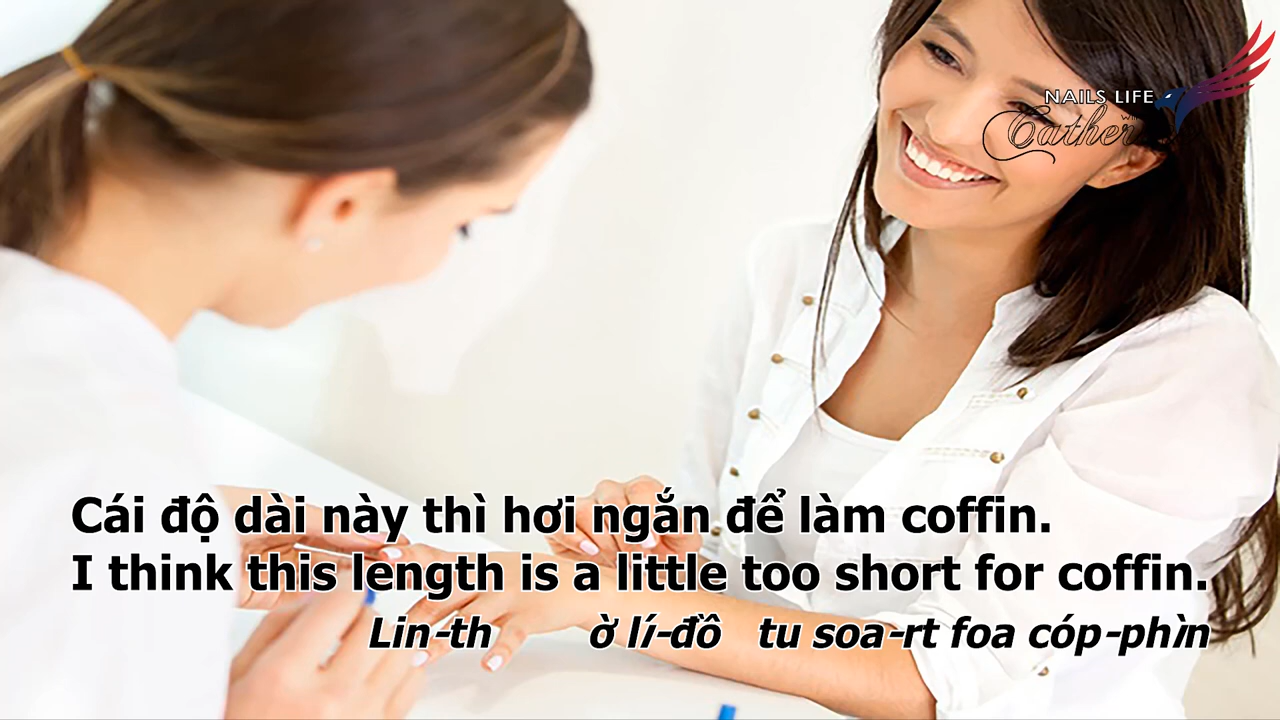 NAILS LIFE
Cái độ dài này thì hơi ngắn để làm coffin.
I think this length is a little too short for coffin.
Lin-th ờ lí-đồ tu soa-rt foa cóp-phìn